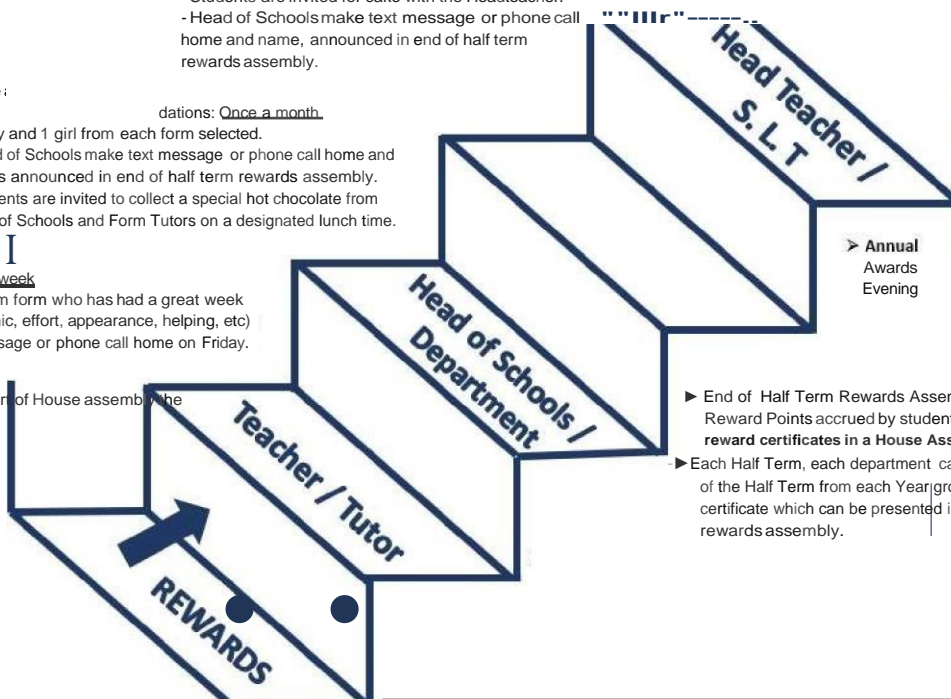 - Head of Schools make text message or phone call
home and name, announced in end of half term
rewards assembly.
dations: Once a month
y and 1 girl from each form selected.
of Schools make text message or phone call home and
s announced in end of half term rewards assembly.
ents are invited to collect a special hot chocolate from
of Schools and Form Tutors on a designated lunch time.
I
week
m form who has had a great week
ic, effort, appearance, helping, etc)
sage or phone call home on Friday.
of House assembly the
Head Teacher /
S. L. T
➢ Annual
Awards
Evening
Head of Schools /
Department
► End of Half Term Rewards Asser
Reward Points accrued by student
reward certificates in a House Ass
►Each Half Term, each department ca
of the Half Term from each Year gro
certificate which can be presented i
rewards assembly.
Teacher / Tutor
REWARDS